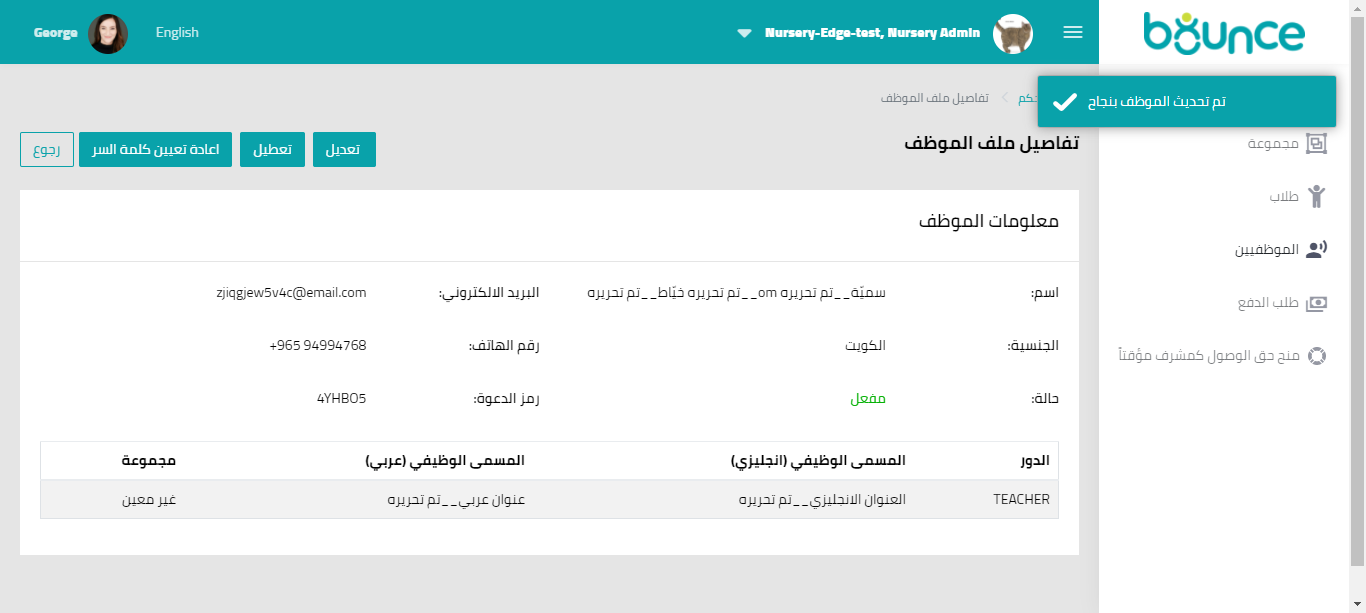 bounce
Nursery-Edge-test, Nursery Admin
English
George
تم تحديث الموظف بنجاح
تفاصيل ملف الموظف
تفاصيل ملف الموظف
تعديل
تعطيل
اعادة تعيين كلمة السر
رجوع
مجموعة
طلاب
الموظفيين
طلب الدفع
منح حق الوصول كمشرف مؤقتاً
معلومات الموظف
اسم: سميّة__تم تحريره om__تم تحريره خيّاط__تم تحريره البريد الالكتروني: zjiqgjew5v4c@email.com
الجنسية: الكويت رقم الهاتف: +965 94994768
حالة: مفعل رمز الدعوة: 4YHBO5
الدور المسمى الوظيفي (انجليزي) المسمى الوظيفي (عربي) مجموعة
TEACHER العنوان الانجليزي__تم تحريره عنوان عربي__تم تحريره غير معين